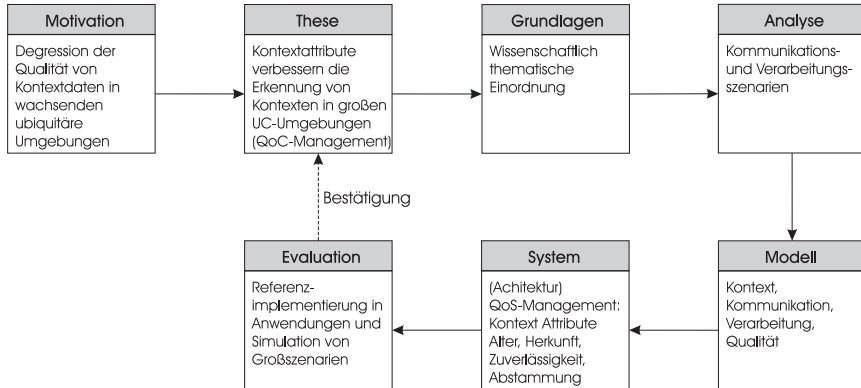 Motivation
Degression der
Qualität von
Kontextdaten in
wachsenden
ubiquitäre
Umgebungen
These
Kontextattribute
verbessern die
Erkennung von
Kontexten in großen
UC-Umgebungen
(QoC-Management)
Grundlagen
Wissenschaftlich
thematische
Einordnung
Analyse
Kommunikations-
und Verarbeitungs-
szenarien
Bestätigung
Evaluation
Referenz-
implementierung in
Anwendungen und
Simulation von
Großszenarien
System
(Achitektur)
QoS-Management:
Kontext Attribute
Alter, Herkunft,
Zuverlässigkeit,
Abstammung
Modell
Kontext,
Kommunikation,
Verarbeitung,
Qualität